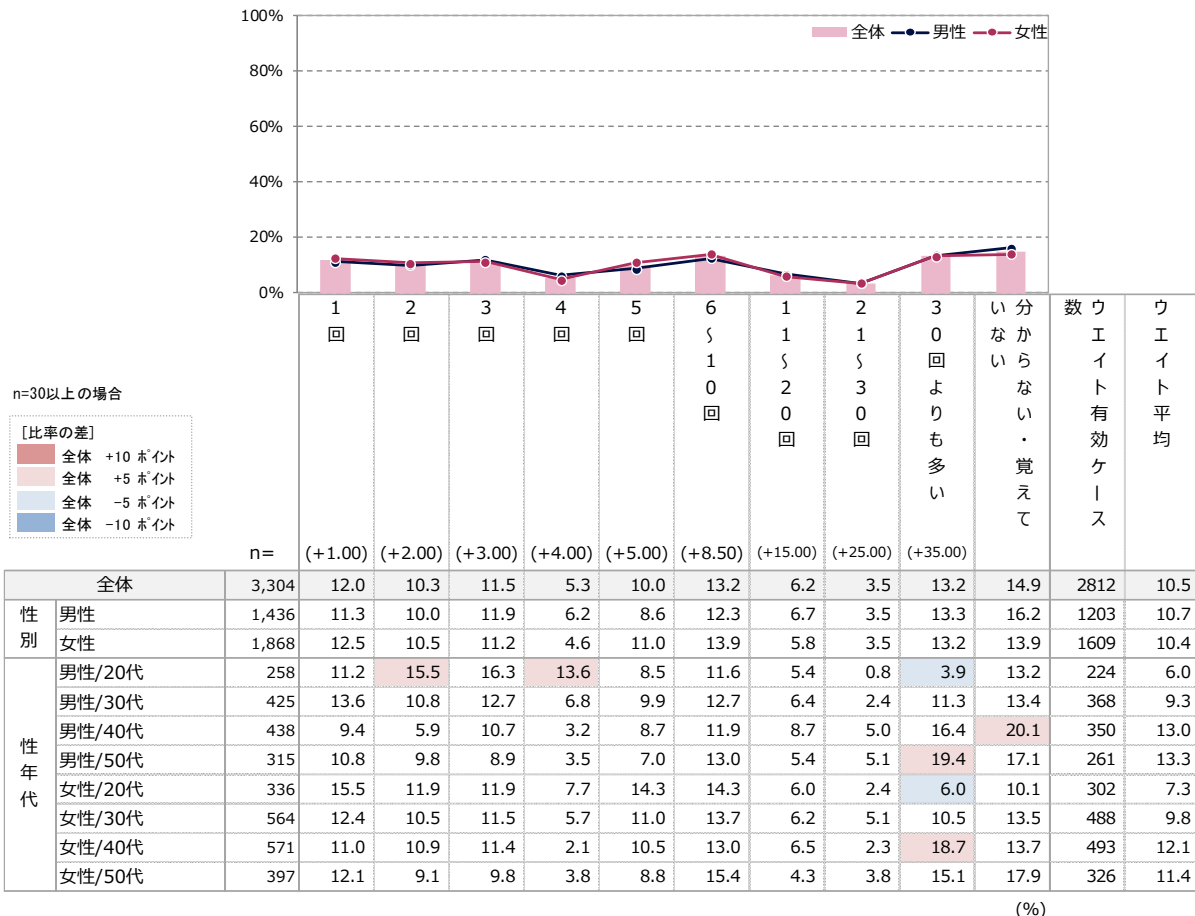 100%
80%
60%
40%
20%
0%
全体 男性 女性
n=30以上の場合
[比率の差]
全体 +10 ポイント
全体 +5 ポイント
全体 -5 ポイント
全体 -10 ポイント
1回
2回
3回
4回
5回
6~10回
11~20回
21~30回
30回よりも多い
分からない・覚えて
いない
ウエイト有効ケース
数
ウエイト平均
n= (+1.00) (+2.00) (+3.00) (+4.00) (+5.00) (+8.50) (+15.00) (+25.00) (+35.00)
全体 3,304 12.0 10.3 11.5 5.3 10.0 13.2 6.2 3.5 13.2 14.9 2812 10.5
性別
男性 1,436 11.3 10.0 11.9 6.2 8.6 12.3 6.7 3.5 13.3 16.2 1203 10.7
女性 1,868 12.5 10.5 11.2 4.6 11.0 13.9 5.8 3.5 13.2 13.9 1609 10.4
性年代
男性/20代 258 11.2 15.5 16.3 13.6 8.5 11.6 5.4 0.8 3.9 13.2 224 6.0
男性/30代 425 13.6 10.8 12.7 6.8 9.9 12.7 6.4 2.4 11.3 13.4 368 9.3
男性/40代 438 9.4 5.9 10.7 3.2 8.7 11.9 8.7 5.0 16.4 20.1 350 13.0
男性/50代 315 10.8 9.8 8.9 3.5 7.0 13.0 5.4 5.1 19.4 17.1 261 13.3
女性/20代 336 15.5 11.9 11.9 7.7 14.3 14.3 6.0 2.4 6.0 10.1 302 7.3
女性/30代 564 12.4 10.5 11.5 5.7 11.0 13.7 6.2 5.1 10.5 13.5 488 9.8
女性/40代 571 11.0 10.9 11.4 2.1 10.5 13.0 6.5 2.3 18.7 13.7 493 12.1
女性/50代 397 12.1 9.1 9.8 3.8 8.8 15.4 4.3 3.8 15.1 17.9 326 11.4
(%)